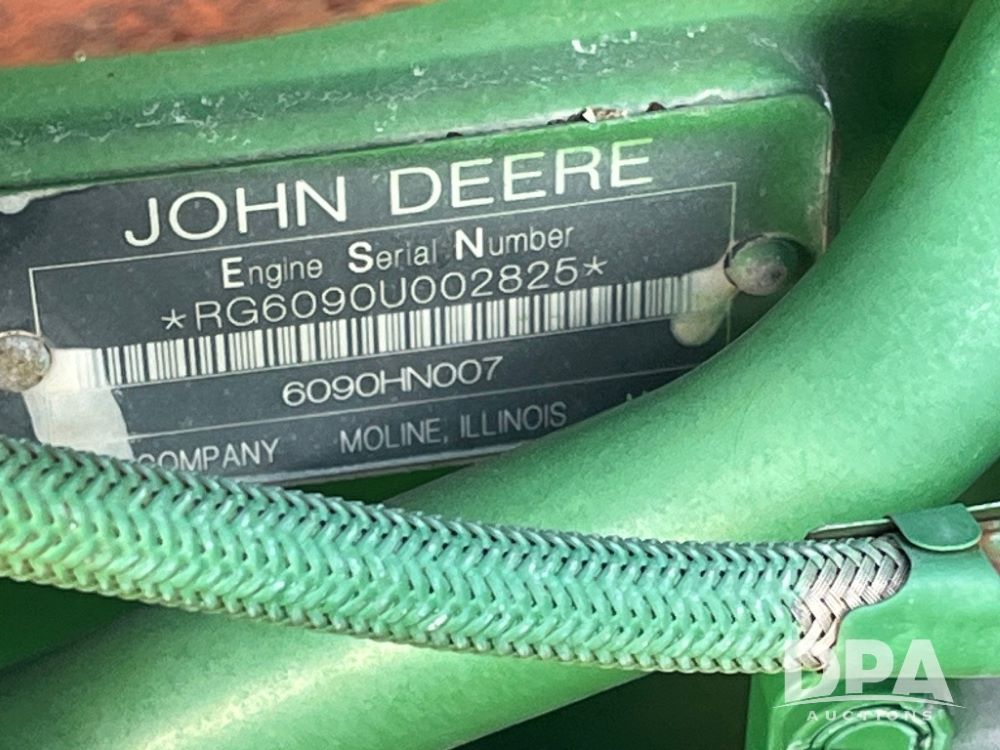 JOHN DEERE
Engine Serial Number
*RG6090U002825*
6090HN007
COMPANY MOLINE, ILLINOIS
DPA
AUCTIONS